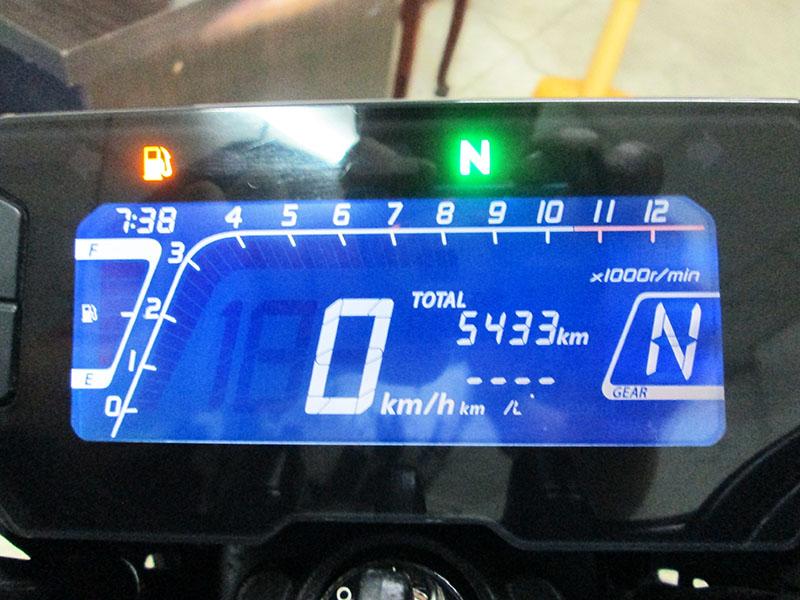 N
7:38
4 5 6 7 8 9 10 11 12
F
3
x1000r/min
TOTAL
5433km
2
N
1
E
GEAR
0
0 km/h
---- km/L